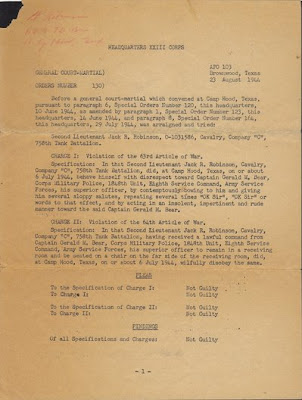 HEADQUARTERS XXIII CORPS
APO 103
GENERAL COURT-MARTIAL) Brownwood, Texas
23 August 1944
ORDERS NUMBER 130)
Before a general court-martial which convened at Camp Hood, Texas,
pursuant to paragraph 6, Special Orders Number 120, this headquarters,
10 June 1944, as amended by paragraph 1, Special Order Number 123, this
headquarters, 14 June 1944, and paragraph 6, Special Orders Number 154,
this headquarters, 29 July 1944, was arraigned and tried:
Second Lieutenant Jack R. Robinson, O-1031586, Cavalry, Company "C",
758th Tank Battalion.
CHARGE I: Violation of the 63rd Article of War.
Specification: In that Second Lieutenant Jack R. Robinson, Cavalry,
Company "C", 758th Tank Battalion, did, at Camp Hood, Texas, on or about
6 July 1944, behave himself with disrespect toward Captain Gerald M. Bear,
Corps Military Police, 1848th Unit, Eighth Service Command, Army Service
Forces, his superior officer, by contemptuously bowing to him and giving
him several sloppy salutes, repeating several times "OK Sir", "OK Sir" or
words to that effect, and by acting in an insolent, impertinent and rude
manner toward the said Captain Gerald M. Bear.
CHARGE II: Violation of the 64th Article of War.
Specification: In that Second Lieutenant Jack R. Robinson, Cavalry,
Company "C", 758th Tank Battalion, having received a lawful command from
Captain Gerald M. Bear, Corps Military Police, 1848th Unit, Eighth Service
Command, Army Service Forces, his superior officer to remain in a receiving
room and be seated on a chair on the far side of the receiving room, did,
at Camp Hood, Texas, on or about 6 July 1944, willfully disobey the same.
PLEAS
To the Specification of Charge I: Not Guilty
To Charge I: Not Guilty
To the Specification of Charge II: Not Guilty
To Charge II: Not Guilty
FINDINGS
Of all Specifications and Charges: Not Guilty
- 1 -